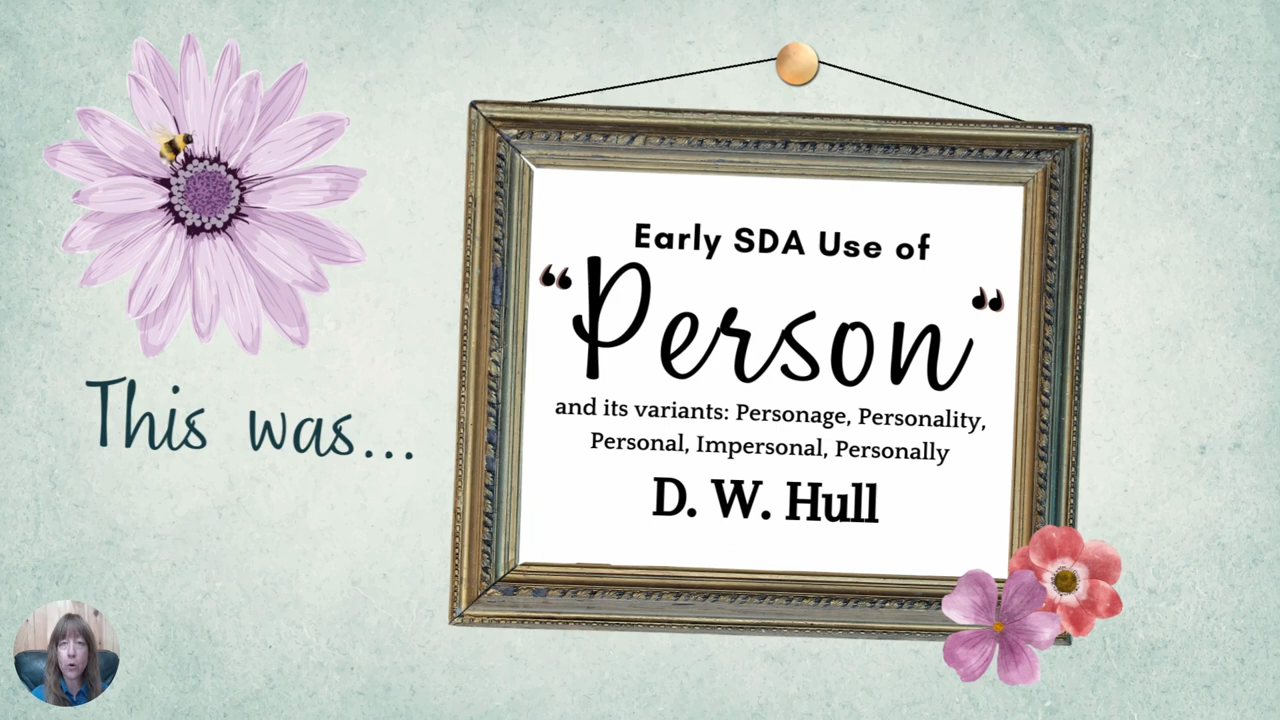 This was...
Early SDA Use of
“Person”
and its variants: Personage, Personality,
Personal, Impersonal, Personally
D. W. Hull